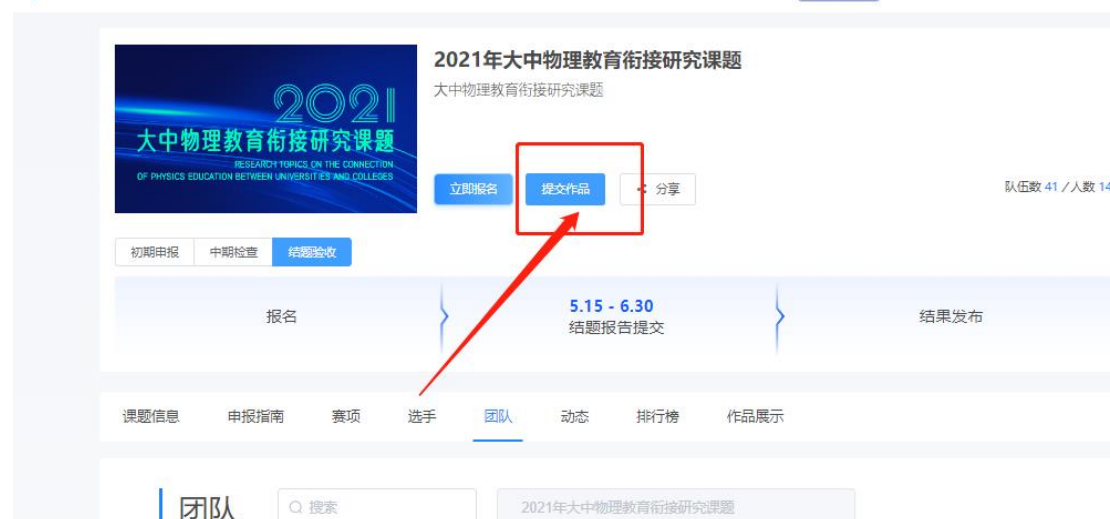 2021
大中物理教育衔接研究课题
RESEARCH TOPICS ON THE CONNECTION
OF PHYSICS EDUCATION BETWEEN UNIVERSITIES AND COLLEGES
2021年大中物理教育衔接研究课题
大中物理教育衔接研究课题
立即报名 提交作品 分享
队伍数 41 / 人数 14
初期申报 中期检查 结题验收
报名
5.15 - 6.30
结题报告提交
结果发布
课题信息 申报指南 赛项 选手 团队 动态 排行榜 作品展示
团队 搜索 2021年大中物理教育衔接研究课题